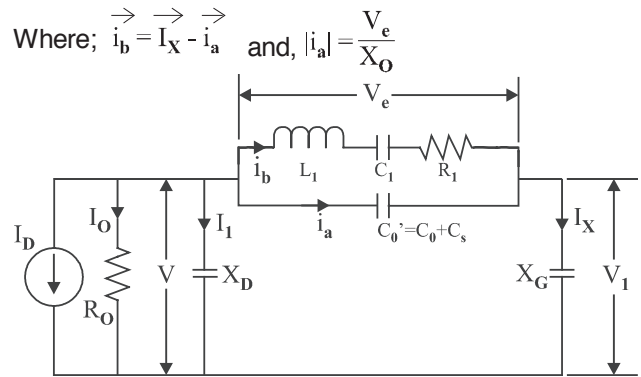 Where; i_b = I_X - i_a and, |i_a| = V_e / X_O
V_e
i_b L_1 C_1 R_1
i_a C_0'=C_0+C_s
I_D I_O I_1 I_X
R_O V X_D X_G V_1